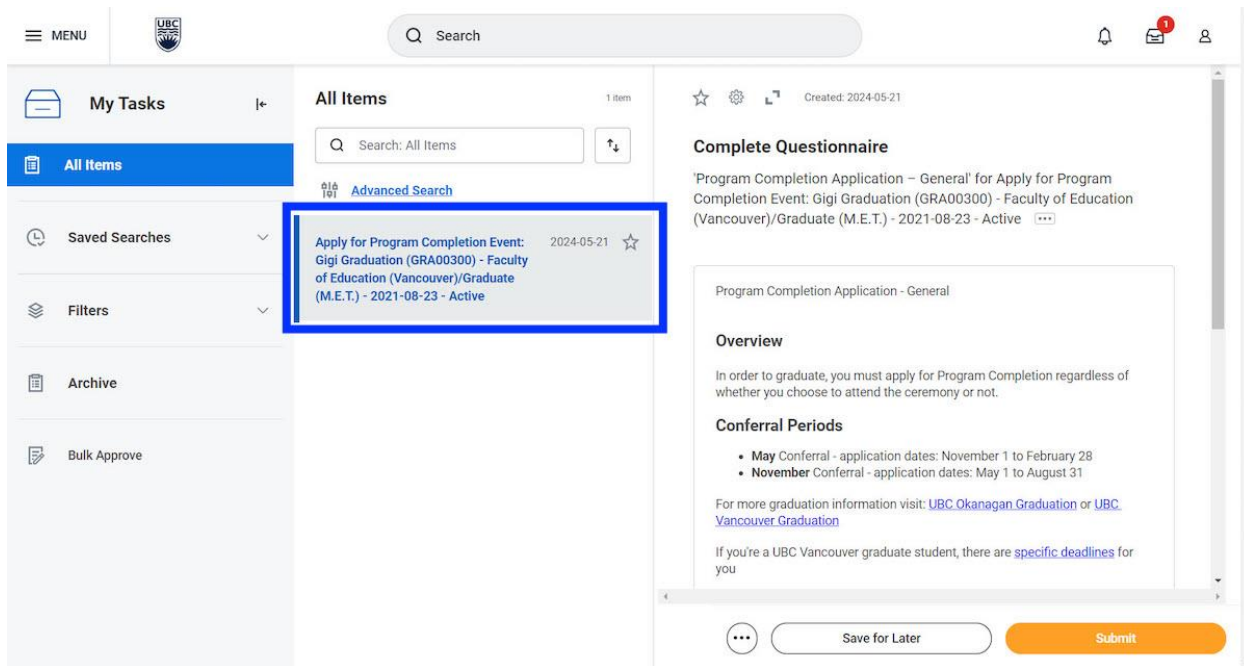 MENU
UBC
Search
1
My Tasks
All Items
Saved Searches
Filters
Archive
Bulk Approve
All Items
1 item
Search: All Items
Advanced Search
Apply for Program Completion Event: 2024-05-21
Gigi Graduation (GRA00300) - Faculty
of Education (Vancouver)/Graduate
(M.E.T.) - 2021-08-23 - Active
Created: 2024-05-21
Complete Questionnaire
'Program Completion Application – General' for Apply for Program
Completion Event: Gigi Graduation (GRA00300) - Faculty of Education
(Vancouver)/Graduate (M.E.T.) - 2021-08-23 - Active
Program Completion Application - General
Overview
In order to graduate, you must apply for Program Completion regardless of
whether you choose to attend the ceremony or not.
Conferral Periods
• May Conferral - application dates: November 1 to February 28
• November Conferral - application dates: May 1 to August 31
For more graduation information visit: UBC Okanagan Graduation or UBC
Vancouver Graduation
If you're a UBC Vancouver graduate student, there are specific deadlines for
you
Save for Later
Submit